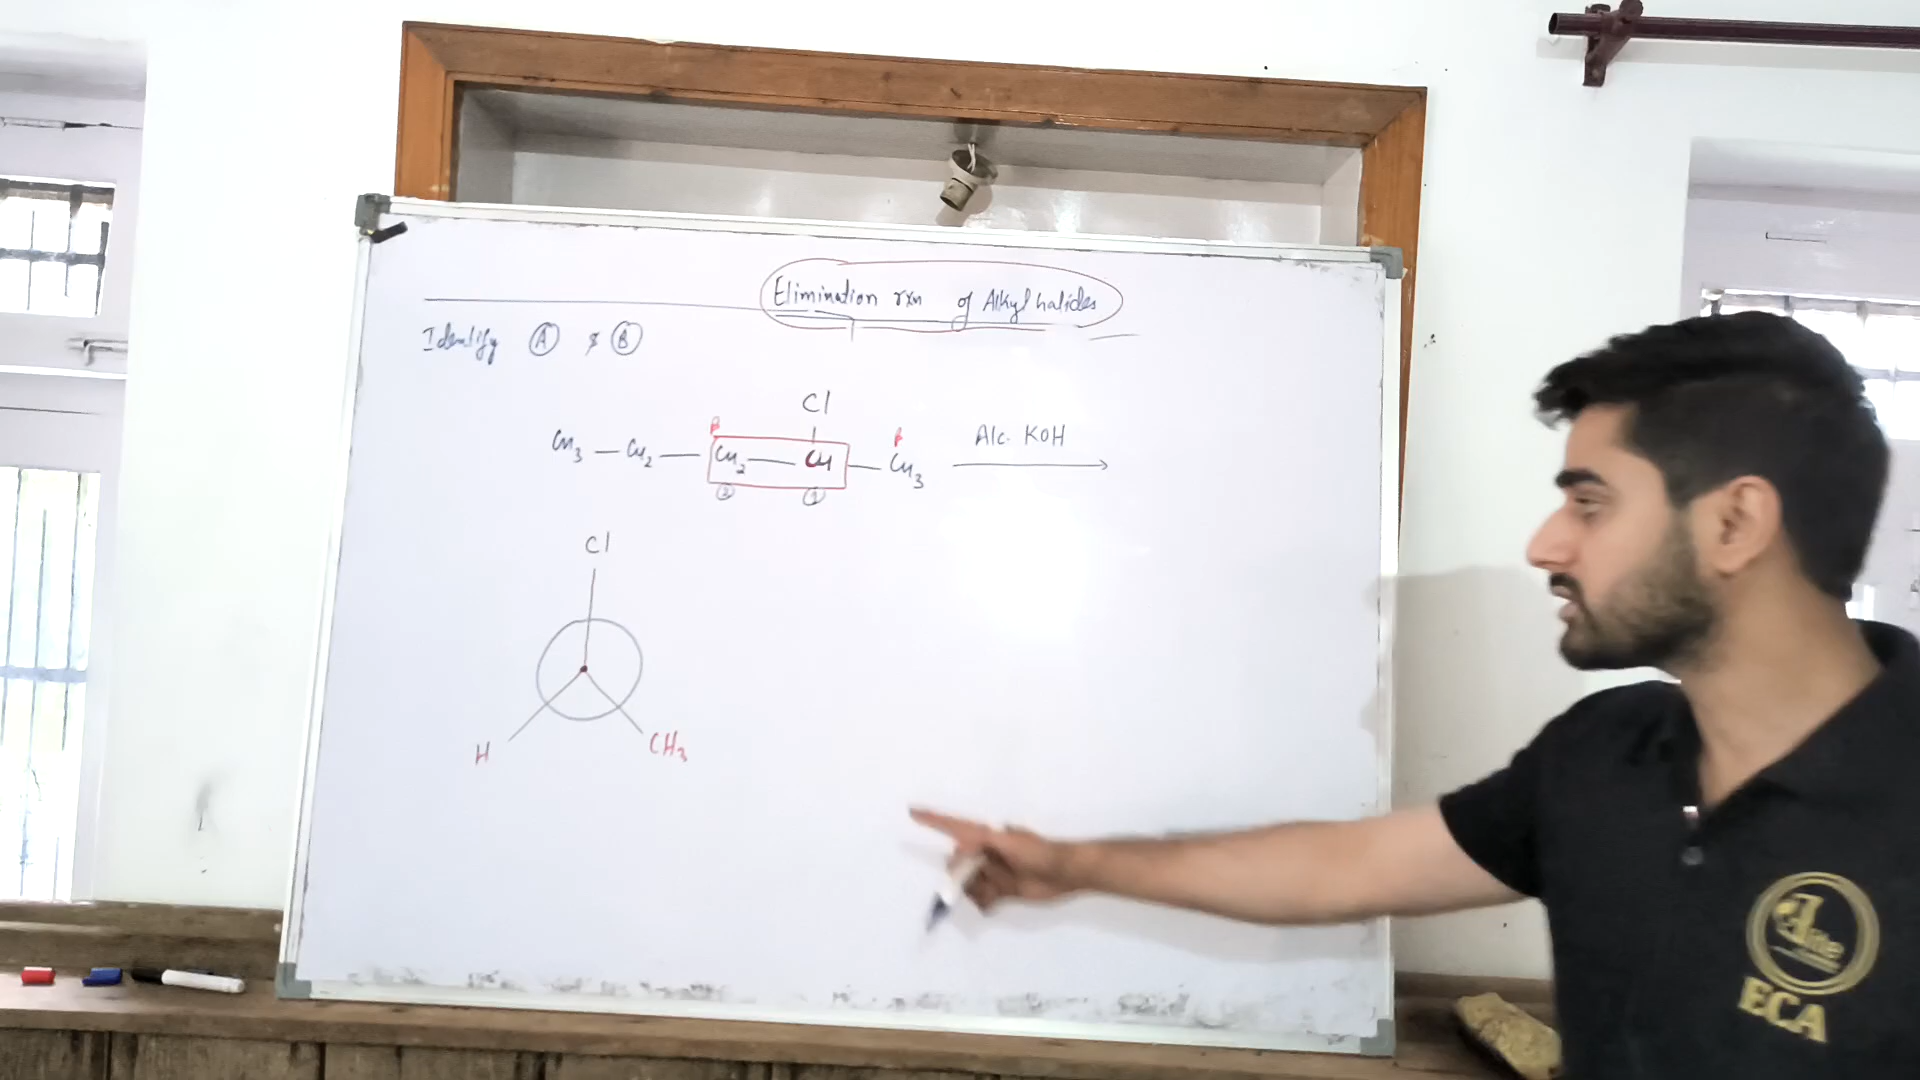 Elimination rxn of Alkyl halides
Identify Ⓐ & Ⓑ
Cl
β β
CH3 — CH2 — CH2 — CH — CH3 Alc. KOH
② ①
Cl
H CH3
Elite
ECA